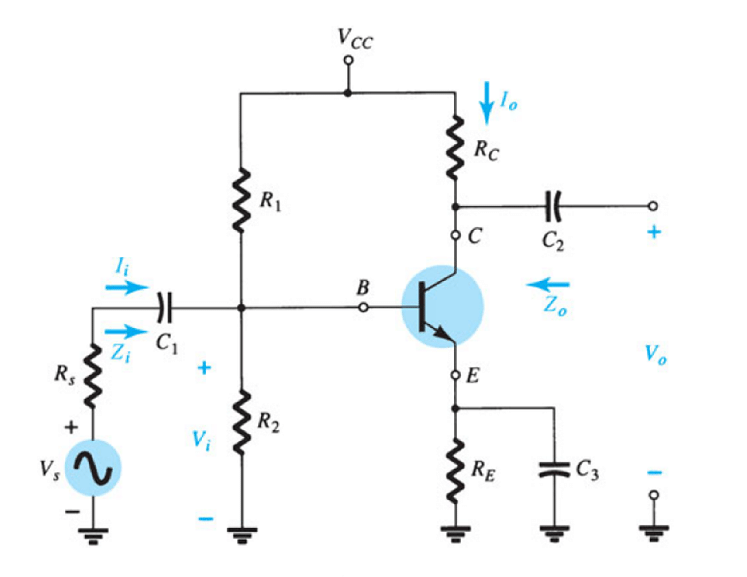 V_CC
I_o
R_C
R_1
C
C_2
+
I_i
B
Z_o
Z_i
C_1
+
V_o
R_s
E
+
R_2
V_i
V_s
R_E
C_3
−
−
−